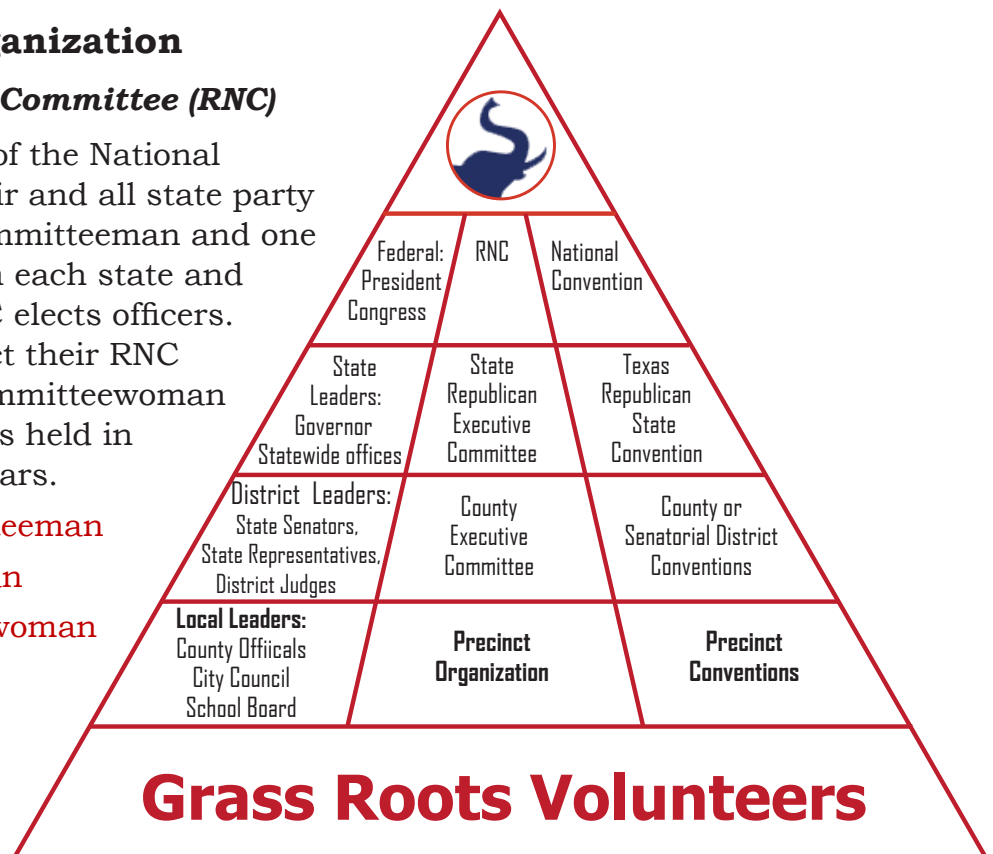 ganization
Committee (RNC)
of the National
ir and all state party
mmitteeman and one
each state and
elects officers.
ct their RNC
mmitteewoman
s held in
ars.
teeman
woman
Federal:
President
Congress
RNC
National
Convention
State
Leaders:
Governor
Statewide offices
State
Republican
Executive
Committee
Texas
Republican
State
Convention
District Leaders:
State Senators,
State Representatives,
District Judges
County
Executive
Committee
County or
Senatorial District
Conventions
Local Leaders:
County Offiicals
City Council
School Board
Precinct
Organization
Precinct
Conventions
Grass Roots Volunteers